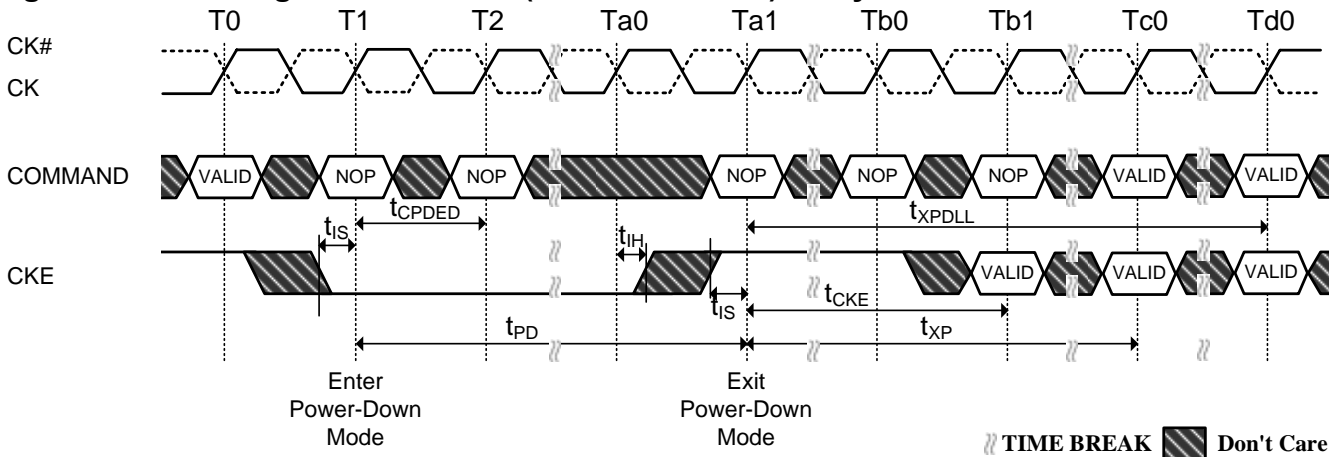 T0 T1 T2 Ta0 Ta1 Tb0 Tb1 Tc0 Td0
CK#
CK
COMMAND VALID NOP NOP NOP NOP NOP VALID VALID
tCPDED tXPDLL
tIS tIH
CKE VALID VALID VALID
tIS tCKE
tPD tXP
Enter
Power-Down
Mode
Exit
Power-Down
Mode
TIME BREAK Don't Care